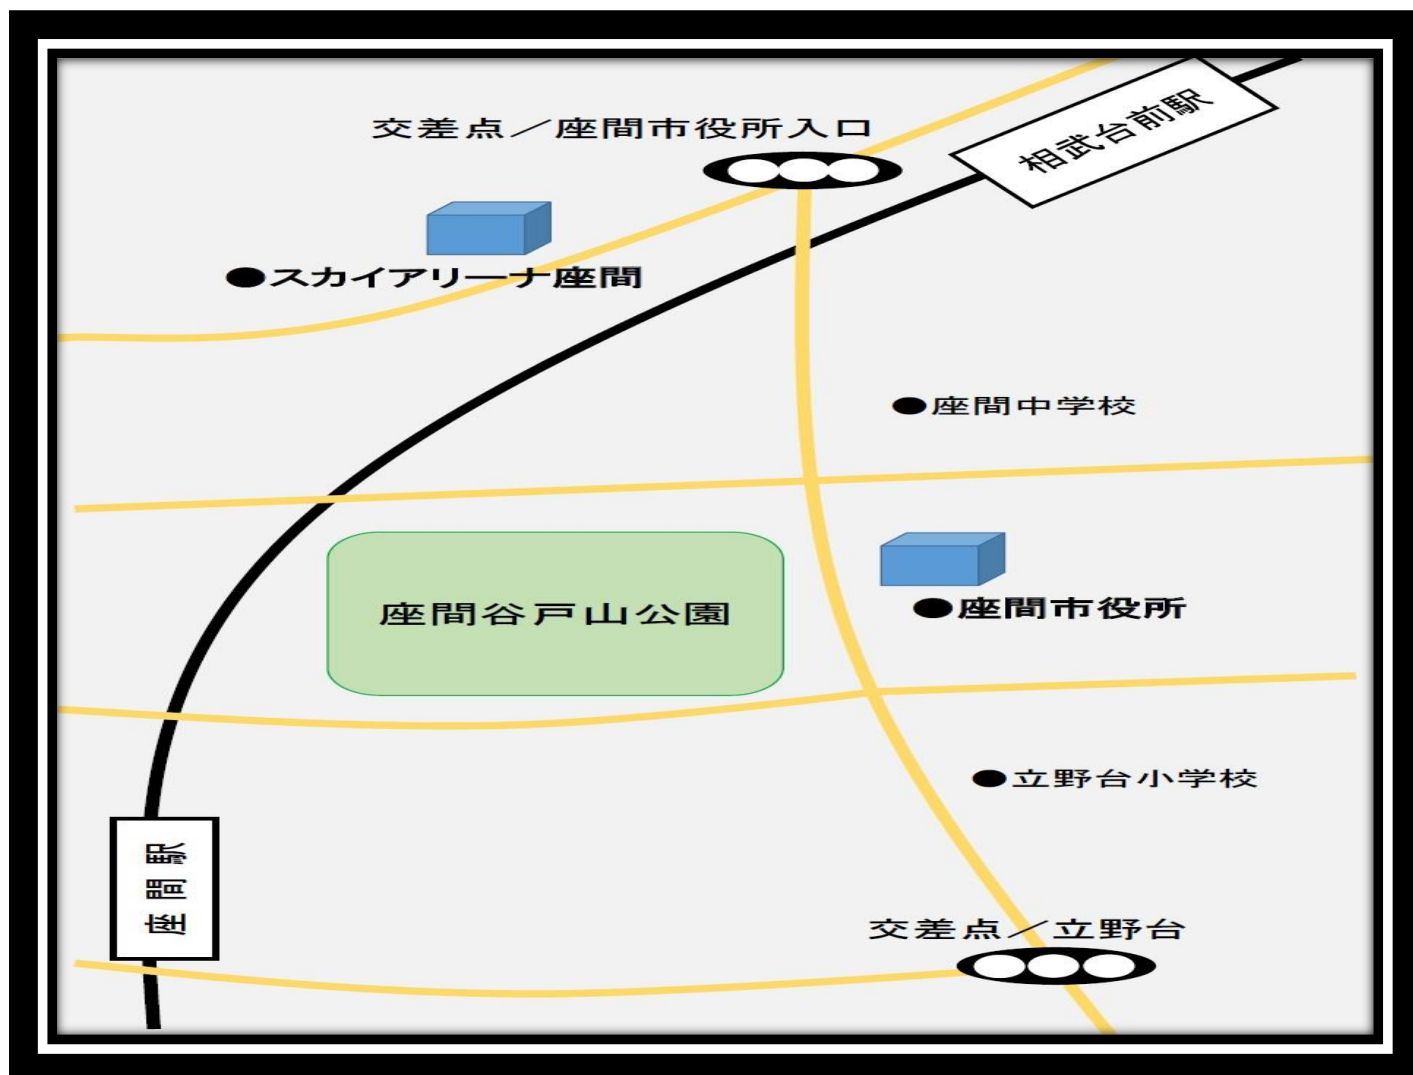 相武台前駅
交差点／座間市役所入口
●スカイアリーナ座間
●座間中学校
座間谷戸山公園
●座間市役所
●立野台小学校
座間駅
交差点／立野台